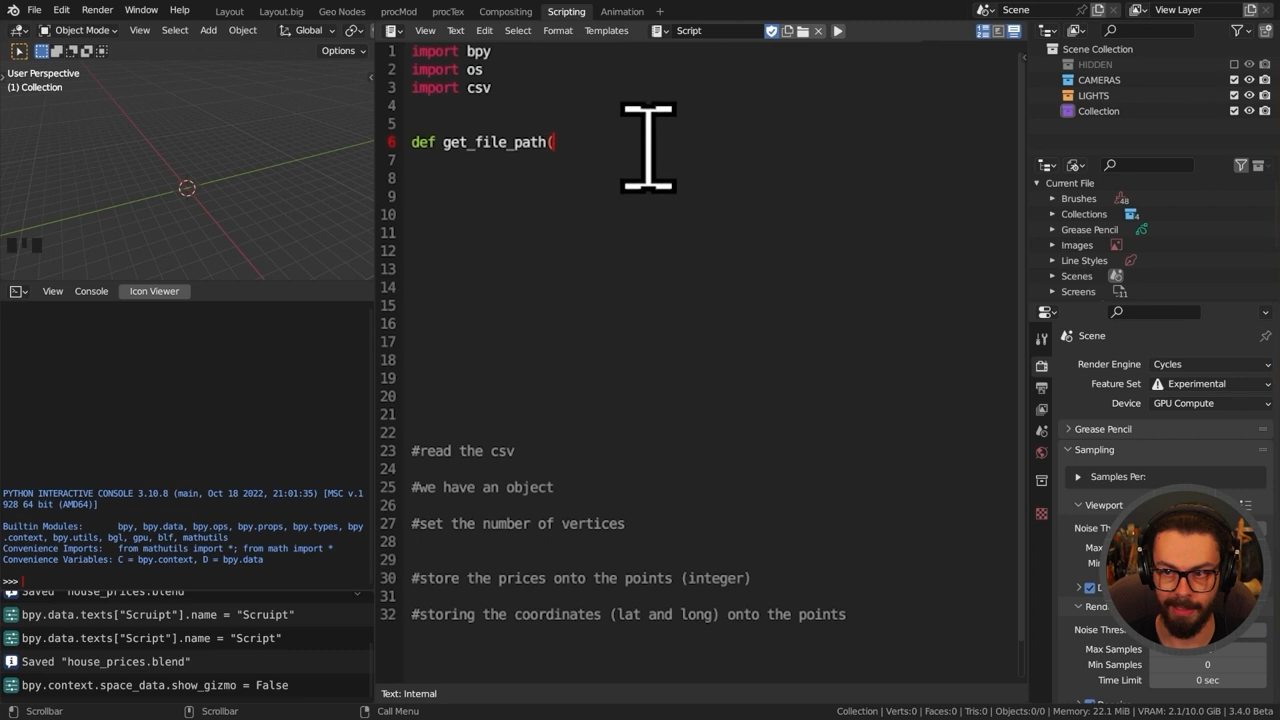 File Edit Render Window Help Layout Layout.big Geo Nodes procMod procTex Compositing Scripting Animation + Scene View Layer
Object Mode View Select Add Object Global
Options
User Perspective
(1) Collection
View Console Icon Viewer
PYTHON INTERACTIVE CONSOLE 3.10.8 (main, Oct 18 2022, 21:01:35) [MSC v.1
928 64 bit (AMD64)]
Builtin Modules: bpy, bpy.data, bpy.ops, bpy.props, bpy.types, bpy
.context, bpy.utils, bgl, gpu, blf, mathutils
Convenience Imports: from mathutils import *; from math import *
Convenience Variables: C = bpy.context, D = bpy.data
>>>
Saved "house_prices.blend"
bpy.data.texts["Scruipt"].name = "Scruipt"
bpy.data.texts["Script"].name = "Script"
Saved "house_prices.blend"
bpy.context.space_data.show_gizmo = False
View Text Edit Select Format Templates Script
1 import bpy
2 import os
3 import csv
4
5
6 def get_file_path(
7
8
9
10
11
12
13
14
15
16
17
18
19
20
21
22
23 #read the csv
24
25 #we have an object
26
27 #set the number of vertices
28
29
30 #store the prices onto the points (integer)
31
32 #storing the coordinates (lat and long) onto the points
Text: Internal
Scene Collection
HIDDEN
CAMERAS
LIGHTS
Collection
Current File
Brushes 48
Collections 4
Grease Pencil
Images
Line Styles
Scenes
Screens 11
Scene
Render Engine Cycles
Feature Set Experimental
Device GPU Compute
Grease Pencil
Sampling
Samples Per:
Viewport
Noise
Max
Min
Rend
Noise Thres
Max Samples
Min Samples 0
Time Limit 0 sec
Scrollbar Scrollbar Call Menu Collection | Verts:0 | Faces:0 | Tris:0 | Objects:0/0 | Memory: 22.1 MiB | VRAM: 2.1/10.0 GiB | 3.4.0 Beta